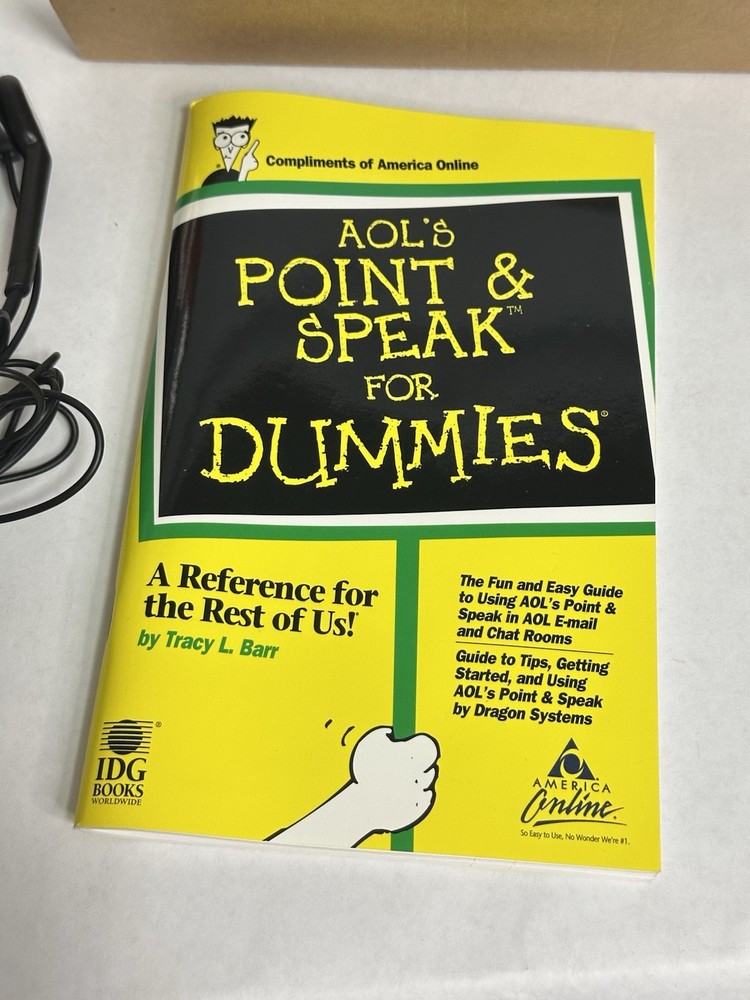 Compliments of America Online
AOL'S
POINT &
SPEAK™
FOR
DUMMIES®
A Reference for
the Rest of Us!®
by Tracy L. Barr
The Fun and Easy Guide
to Using AOL's Point &
Speak in AOL E-mail
and Chat Rooms
Guide to Tips, Getting
Started, and Using
AOL's Point & Speak
by Dragon Systems
®
IDG
BOOKS
WORLDWIDE
AMERICA
Online.
So Easy to Use, No Wonder We're #1.